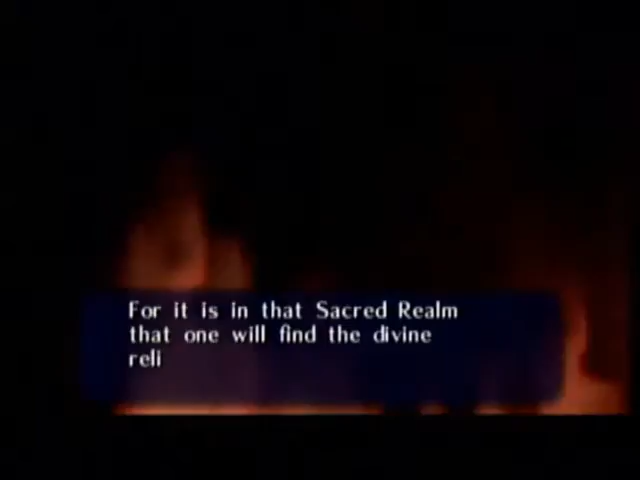 For it is in that Sacred Realm
that one will find the divine
reli